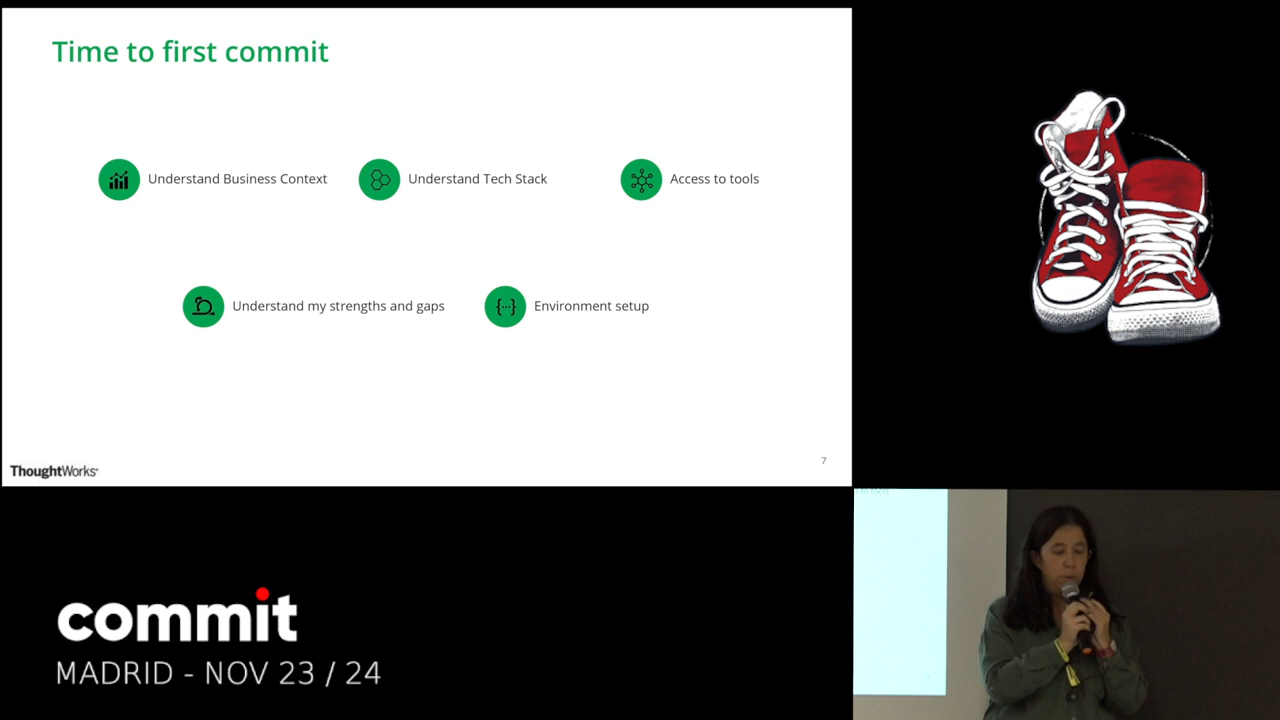 Time to first commit
Understand Business Context
Understand Tech Stack
Access to tools
Understand my strengths and gaps
Environment setup
ThoughtWorks
7
commit
MADRID - NOV 23 / 24